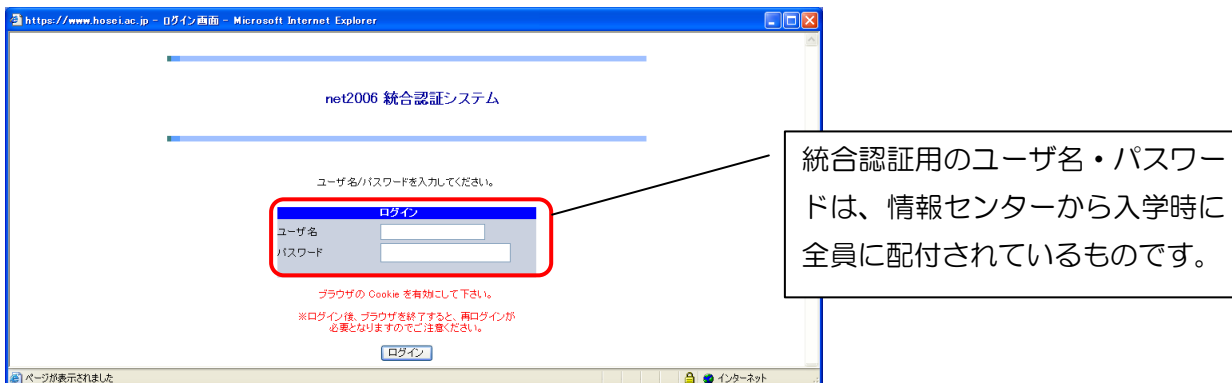 https://www.hosei.ac.jp - ログイン画面 - Microsoft Internet Explorer
net2006 統合認証システム
ユーザ名/パスワードを入力してください。
ログイン
ユーザ名
パスワード
ブラウザの Cookie を有効にして下さい。
※ログイン後、ブラウザを終了すると、再ログインが
必要となりますのでご注意ください。
ログイン
ページが表示されました
インターネット
統合認証用のユーザ名・パスワー
ドは、情報センターから入学時に
全員に配付されているものです。